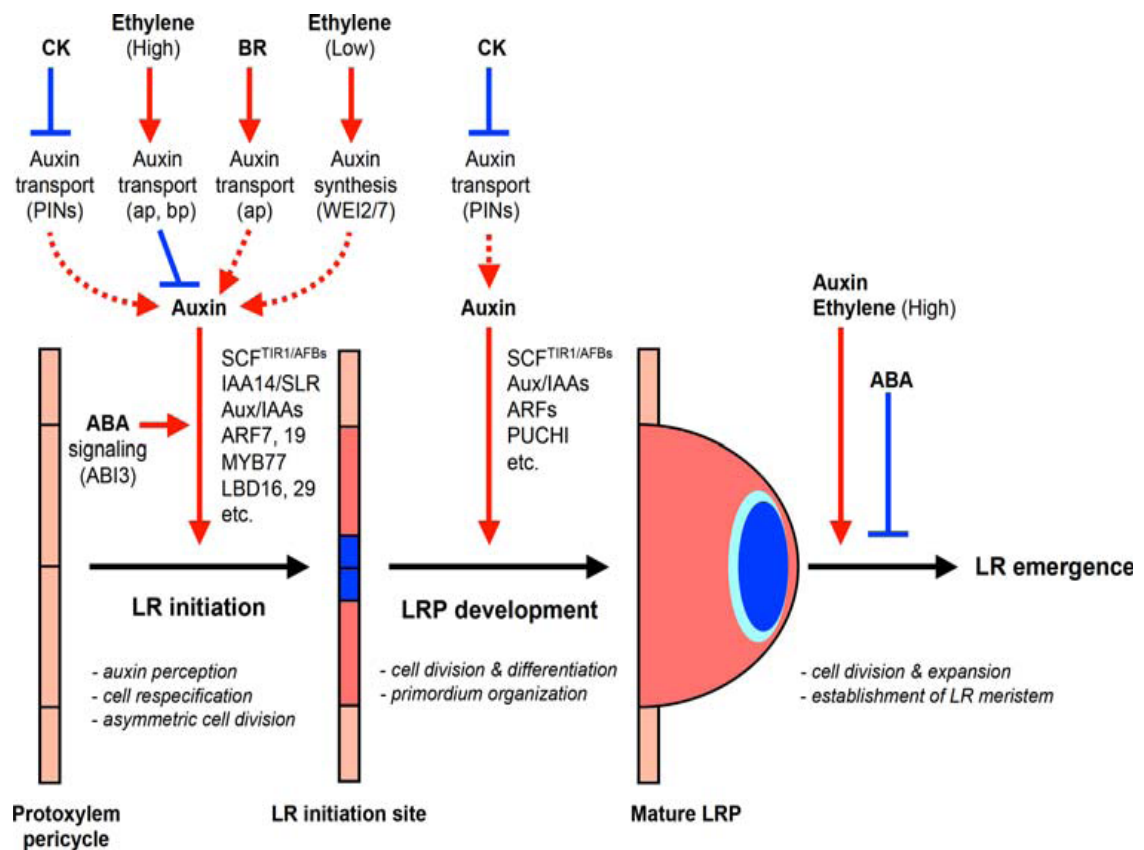 CK
Ethylene
(High)
BR
Ethylene
(Low)
CK
Auxin
transport
(PINs)
Auxin
transport
(ap, bp)
Auxin
transport
(ap)
Auxin
synthesis
(WEI2/7)
Auxin
transport
(PINs)
Auxin
Auxin
Auxin
Ethylene (High)
ABA
ABA
signaling
(ABI3)
SCFTIR1/AFBs
IAA14/SLR
Aux/IAAs
ARF7, 19
MYB77
LBD16, 29
etc.
SCFTIR1/AFBs
Aux/IAAs
ARFs
PUCHI
etc.
LR initiation
LRP development
LR emergence
- auxin perception
- cell respecification
- asymmetric cell division
- cell division & differentiation
- primordium organization
- cell division & expansion
- establishment of LR meristem
Protoxylem
pericycle
LR initiation site
Mature LRP